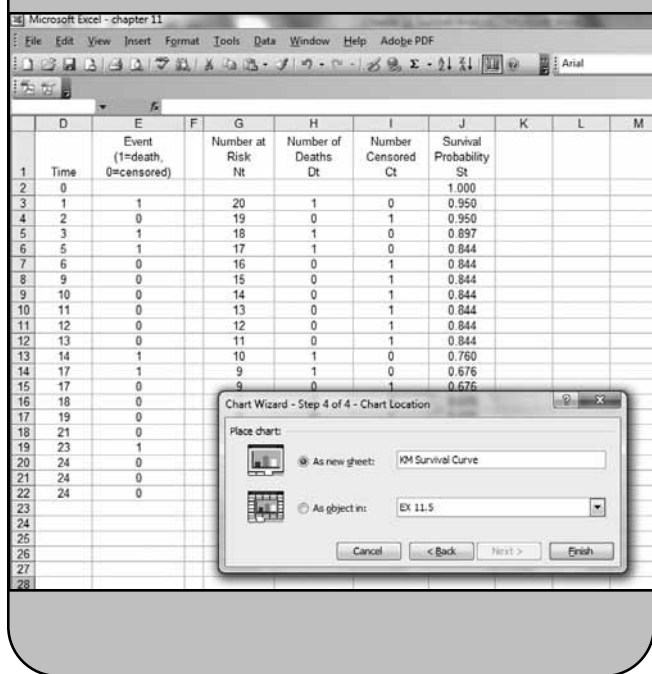 Microsoft Excel - chapter 11
File Edit View Insert Format Tools Data Window Help Adobe PDF
Arial
fx
D E F G H I J K L M
Event Number at Number of Number Survival
(1=death, Risk Deaths Censored Probability
1 Time 0=censored) Nt Dt Ct St
2 0 1.000
3 1 1 20 1 0 0.950
4 2 0 19 0 1 0.950
5 3 1 18 1 0 0.897
6 5 1 17 1 0 0.844
7 6 0 16 0 1 0.844
8 9 0 15 0 1 0.844
9 10 0 14 0 1 0.844
10 11 0 13 0 1 0.844
11 12 0 12 0 1 0.844
12 13 0 11 0 1 0.844
13 14 1 10 1 0 0.760
14 17 1 9 1 0 0.676
15 17 0 9 0 1 0.676
16 18 0
17 19 0
18 21 0
19 23 1
20 24 0
21 24 0
22 24 0
23
24
25
26
27
28
Chart Wizard - Step 4 of 4 - Chart Location
Place chart:
As new sheet: KM Survival Curve
As object in: EX 11.5
Cancel < Back Next > Finish